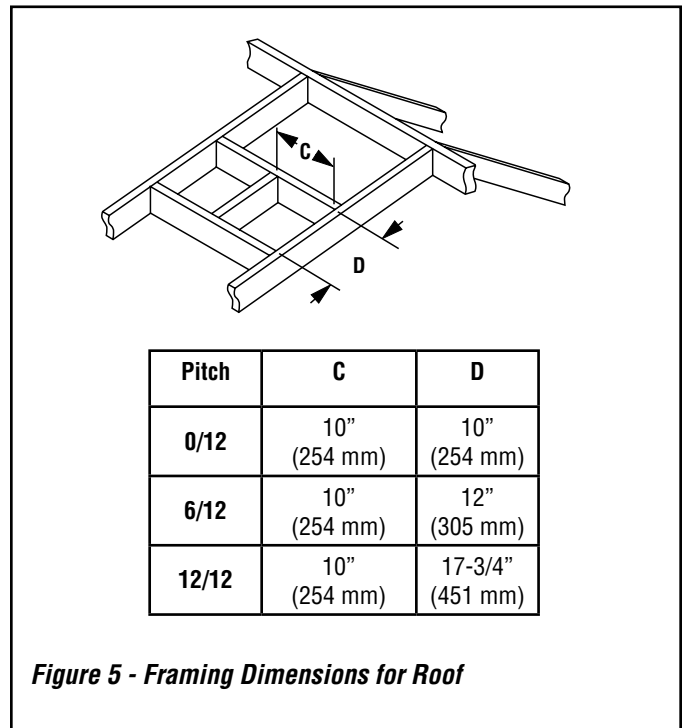 C
D
Pitch C D
0/12 10” (254 mm) 10” (254 mm)
6/12 10” (254 mm) 12” (305 mm)
12/12 10” (254 mm) 17-3/4” (451 mm)
Figure 5 - Framing Dimensions for Roof